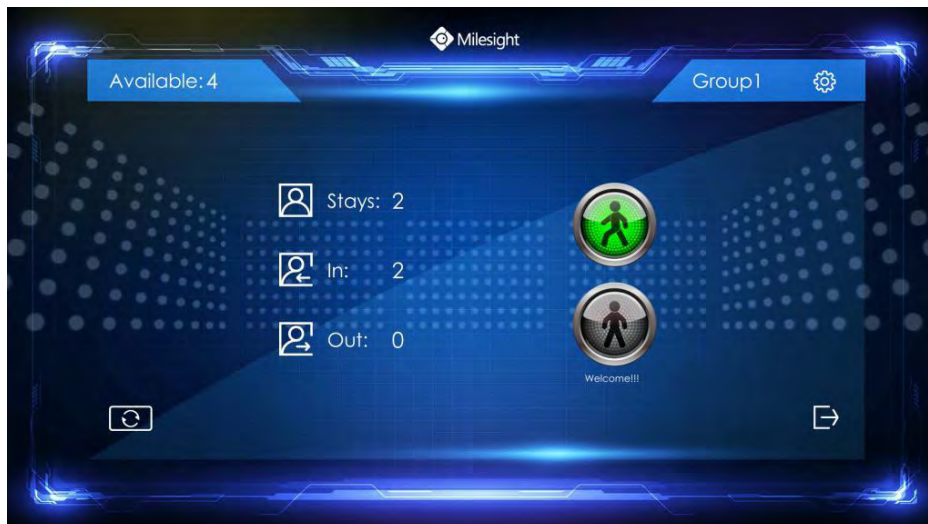 Milesight
Available: 4
Group1
Stays: 2
In: 2
Out: 0
Welcome!!!